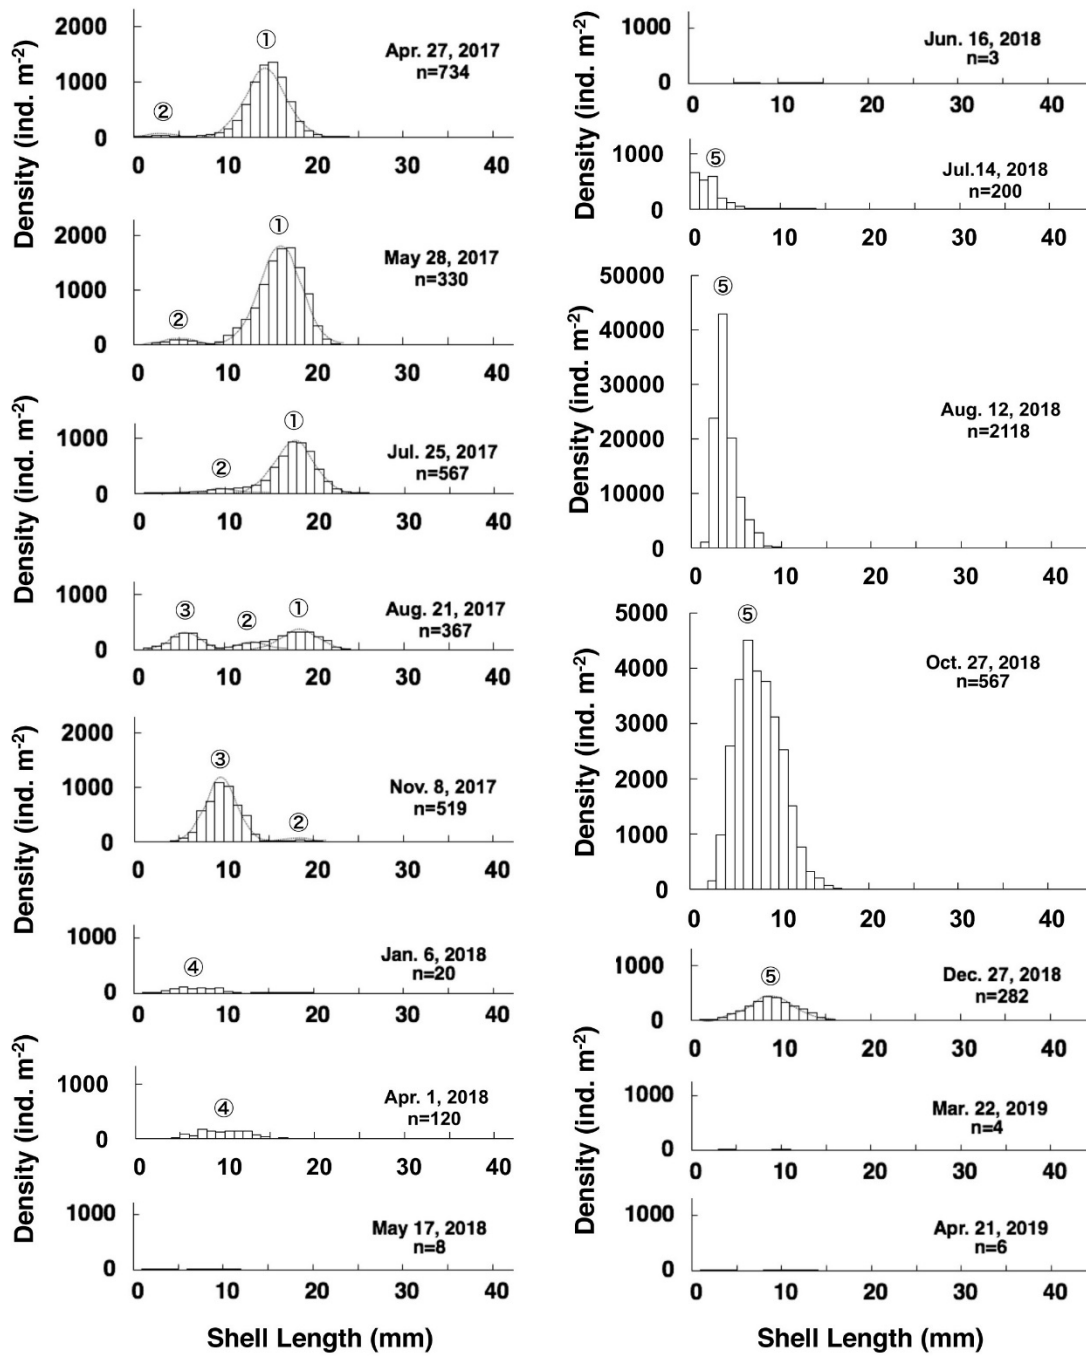 Density (ind. m-2)
2000
1000
0
②
①
Apr. 27, 2017
n=734
0 10 20 30 40
2000
1000
0
②
①
May 28, 2017
n=330
0 10 20 30 40
Density (ind. m-2)
1000
0
②
①
Jul. 25, 2017
n=567
0 10 20 30 40
1000
0
③
②
①
Aug. 21, 2017
n=367
0 10 20 30 40
Density (ind. m-2)
2000
1000
0
③
②
Nov. 8, 2017
n=519
0 10 20 30 40
1000
0
④
Jan. 6, 2018
n=20
0 10 20 30 40
Density (ind. m-2)
1000
0
④
Apr. 1, 2018
n=120
0 10 20 30 40
1000
0
May 17, 2018
n=8
0 10 20 30 40
Shell Length (mm)
Density (ind. m-2)
1000
0
Jun. 16, 2018
n=3
0 10 20 30 40
1000
0
⑤
Jul.14, 2018
n=200
0 10 20 30 40
Density (ind. m-2)
50000
40000
30000
20000
10000
0
⑤
Aug. 12, 2018
n=2118
0 10 20 30 40
Density (ind. m-2)
5000
4000
3000
2000
1000
0
⑤
Oct. 27, 2018
n=567
0 10 20 30 40
1000
0
⑤
Dec. 27, 2018
n=282
0 10 20 30 40
Density (ind. m-2)
1000
0
Mar. 22, 2019
n=4
0 10 20 30 40
1000
0
Apr. 21, 2019
n=6
0 10 20 30 40
Shell Length (mm)